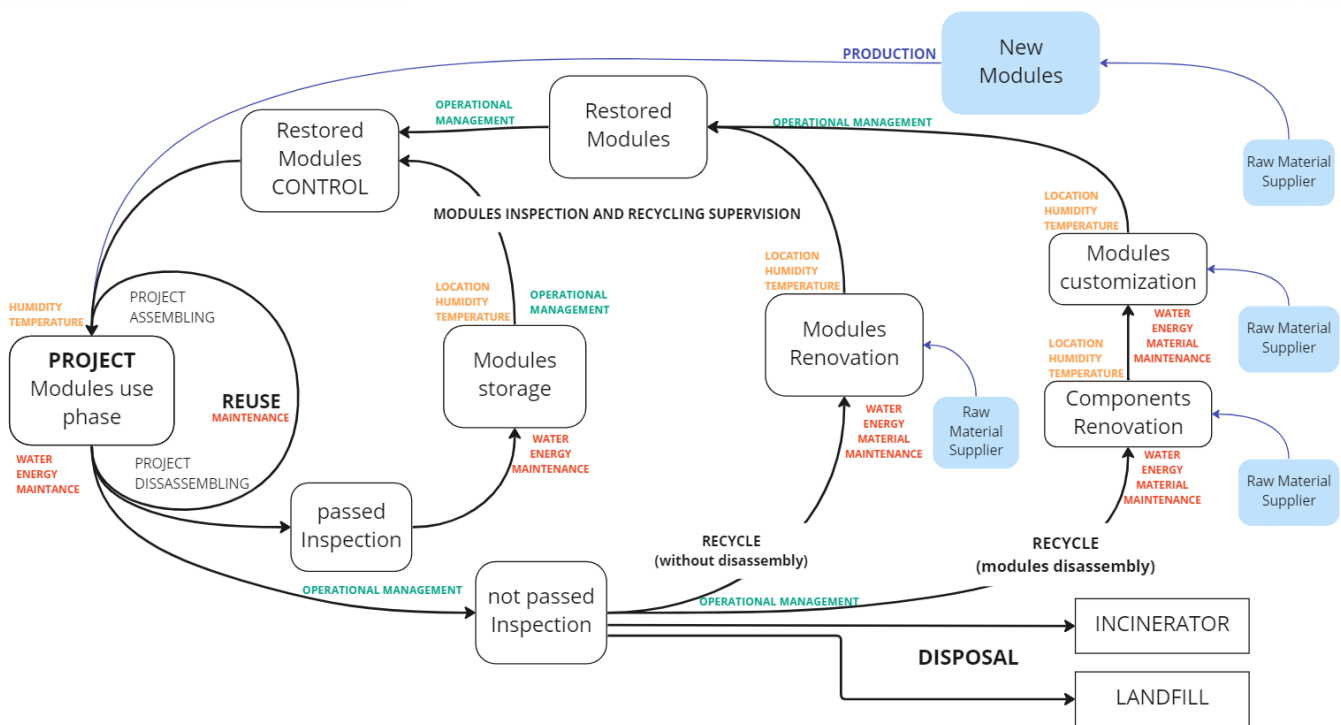 New
Modules
PRODUCTION
Raw Material
Supplier
Restored
Modules
OPERATIONAL
MANAGEMENT
OPERATIONAL MANAGEMENT
Restored
Modules
CONTROL
MODULES INSPECTION AND RECYCLING SUPERVISION
LOCATION
HUMIDITY
TEMPERATURE
Modules
customization
Raw Material
Supplier
WATER
ENERGY
MATERIAL
MAINTENANCE
LOCATION
HUMIDITY
TEMPERATURE
Components
Renovation
Raw Material
Supplier
WATER
ENERGY
MATERIAL
MAINTENANCE
LOCATION
HUMIDITY
TEMPERATURE
Modules
Renovation
Raw
Material
Supplier
WATER
ENERGY
MATERIAL
MAINTENANCE
LOCATION
HUMIDITY
TEMPERATURE
OPERATIONAL
MANAGEMENT
Modules
storage
WATER
ENERGY
MAINTENANCE
HUMIDITY
TEMPERATURE
PROJECT
ASSEMBLING
PROJECT
Modules use
phase
REUSE
MAINTENANCE
WATER
ENERGY
MAINTANCE
PROJECT
DISSASSEMBLING
passed
Inspection
OPERATIONAL MANAGEMENT
not passed
Inspection
RECYCLE
(without disassembly)
RECYCLE
(modules disassembly)
OPERATIONAL MANAGEMENT
DISPOSAL
INCINERATOR
LANDFILL